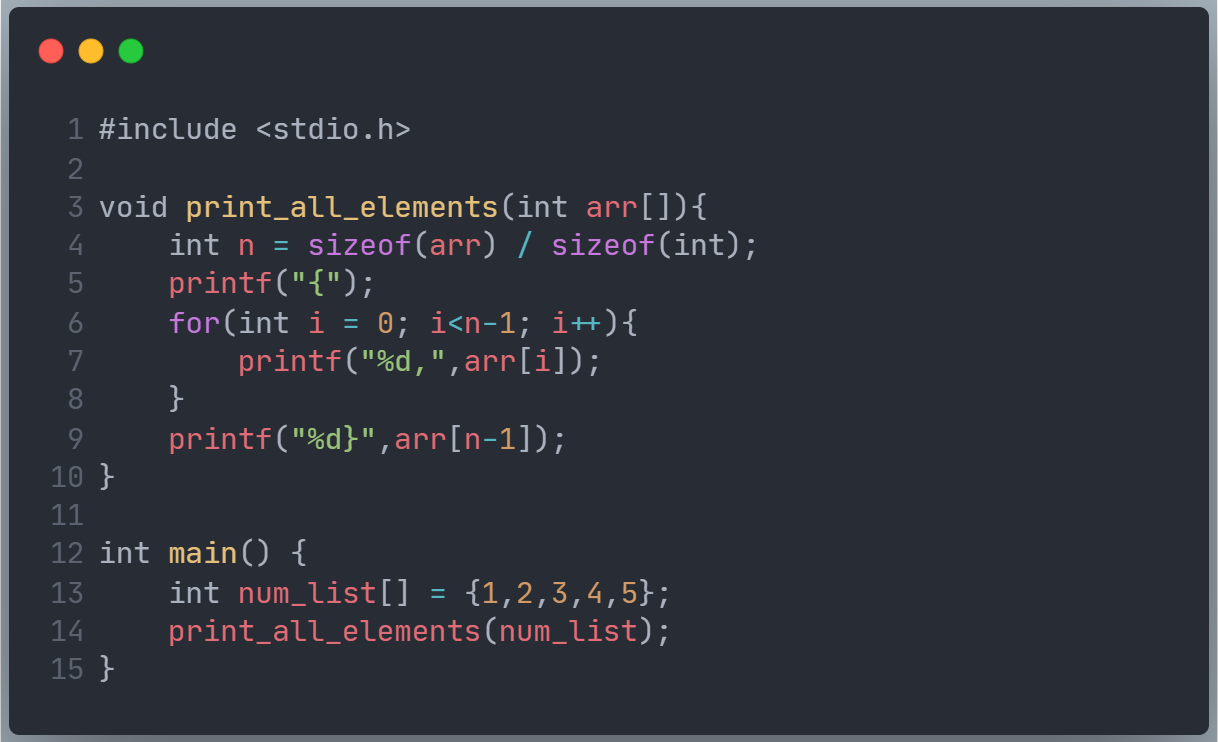 1 #include <stdio.h>
2
3 void print_all_elements(int arr[]){
4     int n = sizeof(arr) / sizeof(int);
5     printf("{");
6     for(int i = 0; i<n-1; i++){
7         printf("%d,",arr[i]);
8     }
9     printf("%d}",arr[n-1]);
10 }
11
12 int main() {
13     int num_list[] = {1,2,3,4,5};
14     print_all_elements(num_list);
15 }